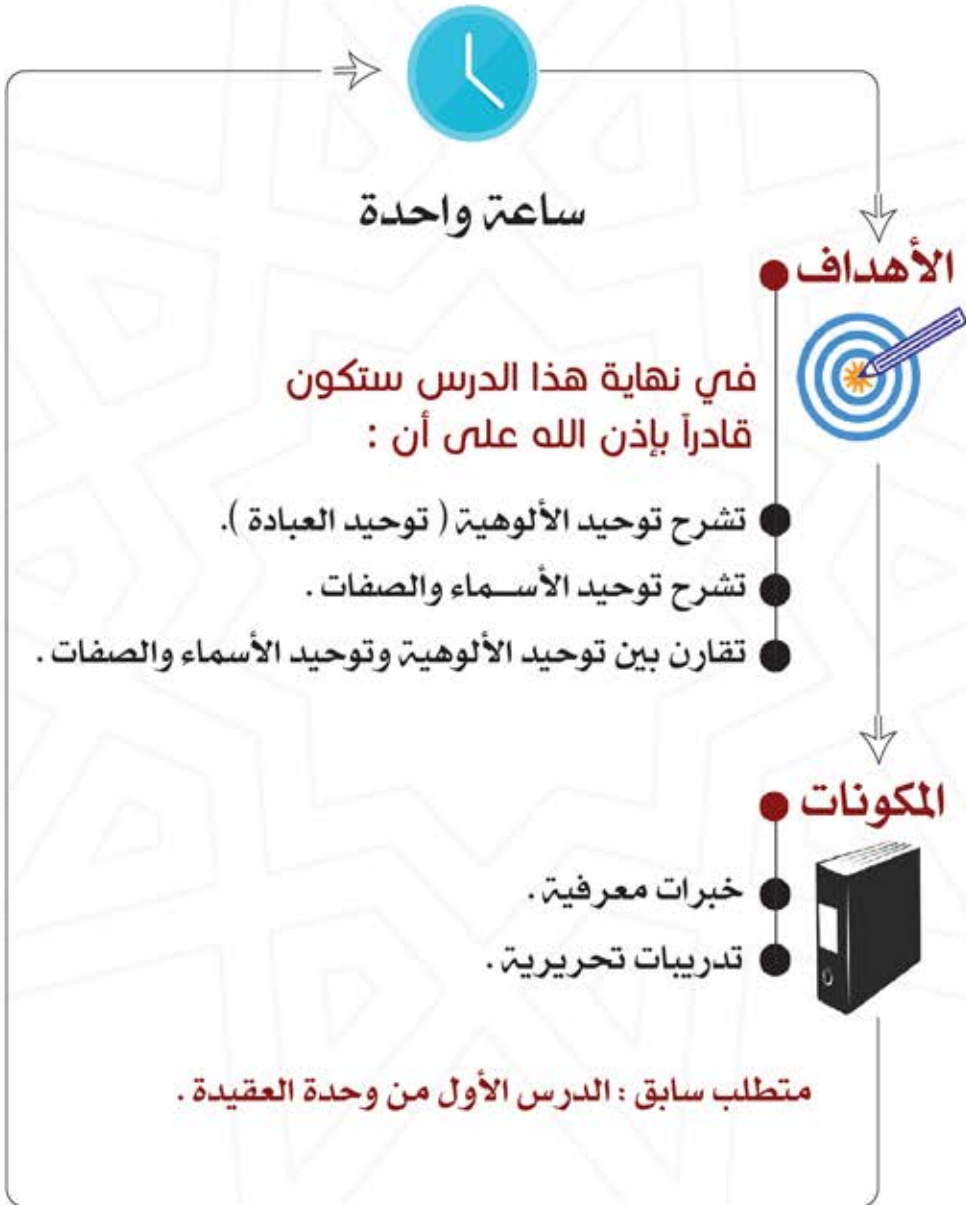 ساعة واحدة
الأهداف
في نهاية هذا الدرس ستكون
قادراً بإذن الله على أن :
تشرح توحيد الألوهية ( توحيد العبادة ).
تشرح توحيد الأســماء والصفات .
تقارن بين توحيد الألوهية وتوحيد الأسماء والصفات .
المكونات
خبرات معرفية .
تدريبات تحريرية .
متطلب سابق : الدرس الأول من وحدة العقيدة .